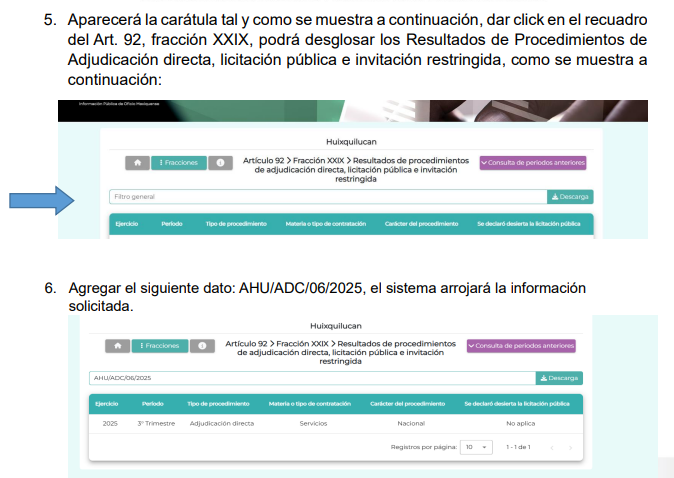 5. Aparecerá la carátula tal y como se muestra a continuación, dar click en el recuadro
del Art. 92, fracción XXIX, podrá desglosar los Resultados de Procedimientos de
Adjudicación directa, licitación pública e invitación restringida, como se muestra a
continuación:
Información Pública de Oficio Mexiquense
Huixquilucan
Fracciones
Artículo 92 > Fracción XXIX > Resultados de procedimientos
de adjudicación directa, licitación pública e invitación
restringida
Consulta de periodos anteriores
Filtro general
Descarga
Ejercicio Periodo Tipo de procedimiento Materia o tipo de contratación Carácter del procedimiento Se declaró desierta la licitación pública
6. Agregar el siguiente dato: AHU/ADC/06/2025, el sistema arrojará la información
solicitada.
Huixquilucan
Fracciones
Artículo 92 > Fracción XXIX > Resultados de procedimientos
de adjudicación directa, licitación pública e invitación
restringida
Consulta de periodos anteriores
AHU/ADC/06/2025
Descarga
Ejercicio Periodo Tipo de procedimiento Materia o tipo de contratación Carácter del procedimiento Se declaró desierta la licitación pública
2025 3° Trimestre Adjudicación directa Servicios Nacional No aplica
Registros por página: 10 1 - 1 de 1